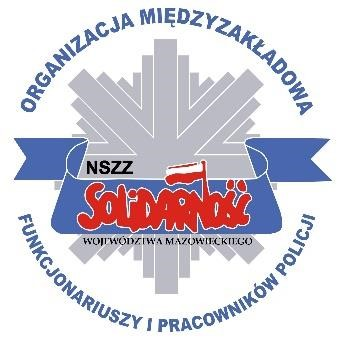 ORGANIZACJA MIĘDZYZAKŁADOWA
NSZZ
SOLIDARNOŚĆ
WOJEWÓDZTWA MAZOWIECKIEGO
FUNKCJONARIUSZY I PRACOWNIKÓW POLICJI